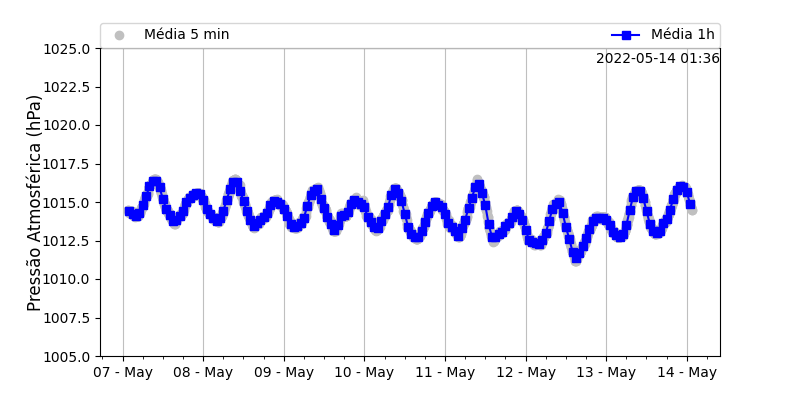 Média 5 min
Média 1h
2022-05-14 01:36
Pressão Atmosférica (hPa)
1025.0
1022.5
1020.0
1017.5
1015.0
1012.5
1010.0
1007.5
1005.0
07 - May
08 - May
09 - May
10 - May
11 - May
12 - May
13 - May
14 - May